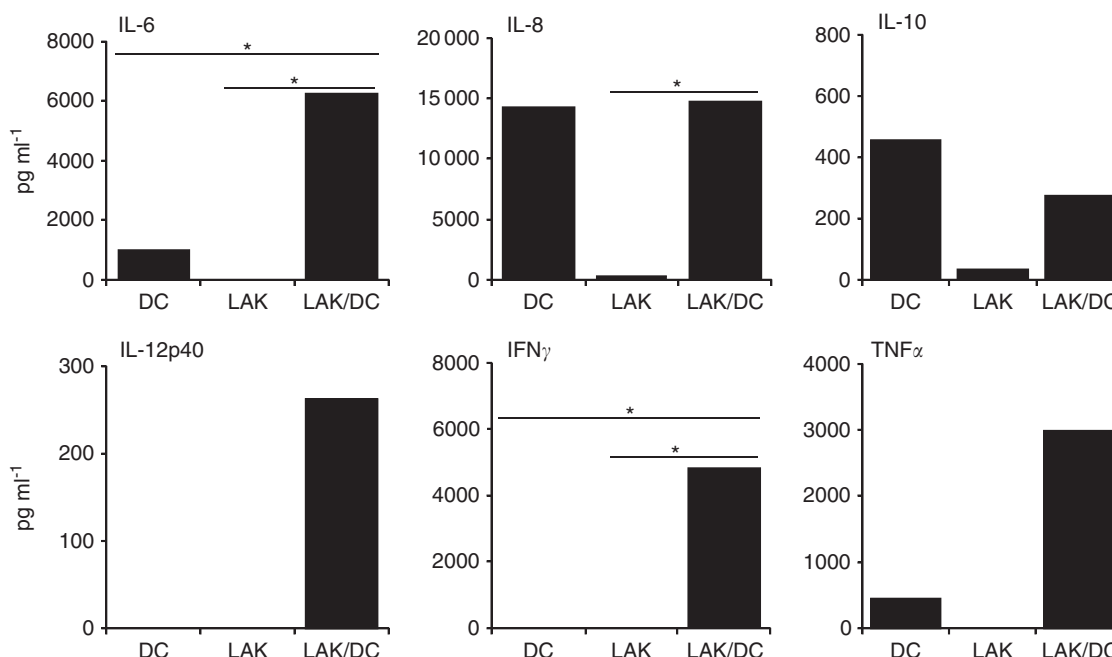 IL-6
8000
6000
4000
2000
0
pg ml-1
*
*
DC LAK LAK/DC
IL-8
20 000
15 000
10 000
5000
0
*
DC LAK LAK/DC
IL-10
800
600
400
200
0
DC LAK LAK/DC
IL-12p40
300
200
100
0
pg ml-1
DC LAK LAK/DC
IFNγ
8000
6000
4000
2000
0
*
*
DC LAK LAK/DC
TNFα
4000
3000
2000
1000
0
DC LAK LAK/DC